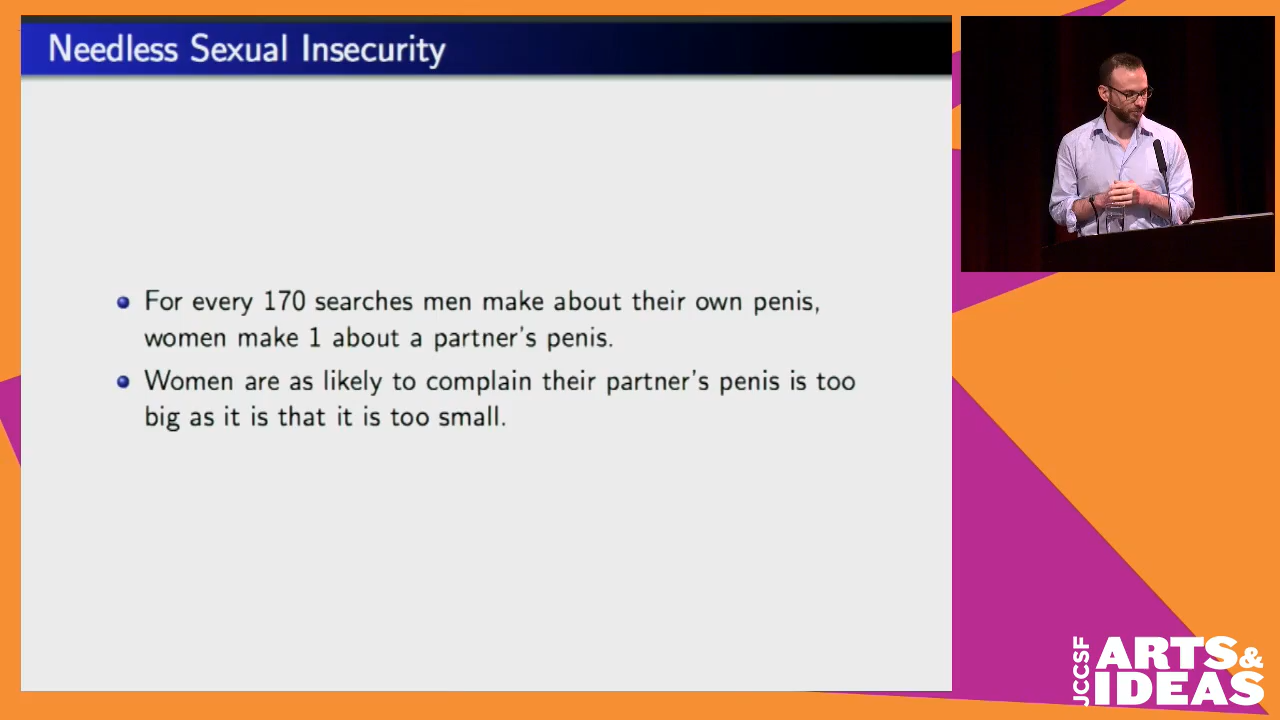 Needless Sexual Insecurity
For every 170 searches men make about their own penis,
women make 1 about a partner's penis.
Women are as likely to complain their partner's penis is too
big as it is that it is too small.
JCCSF
ARTS&
IDEAS